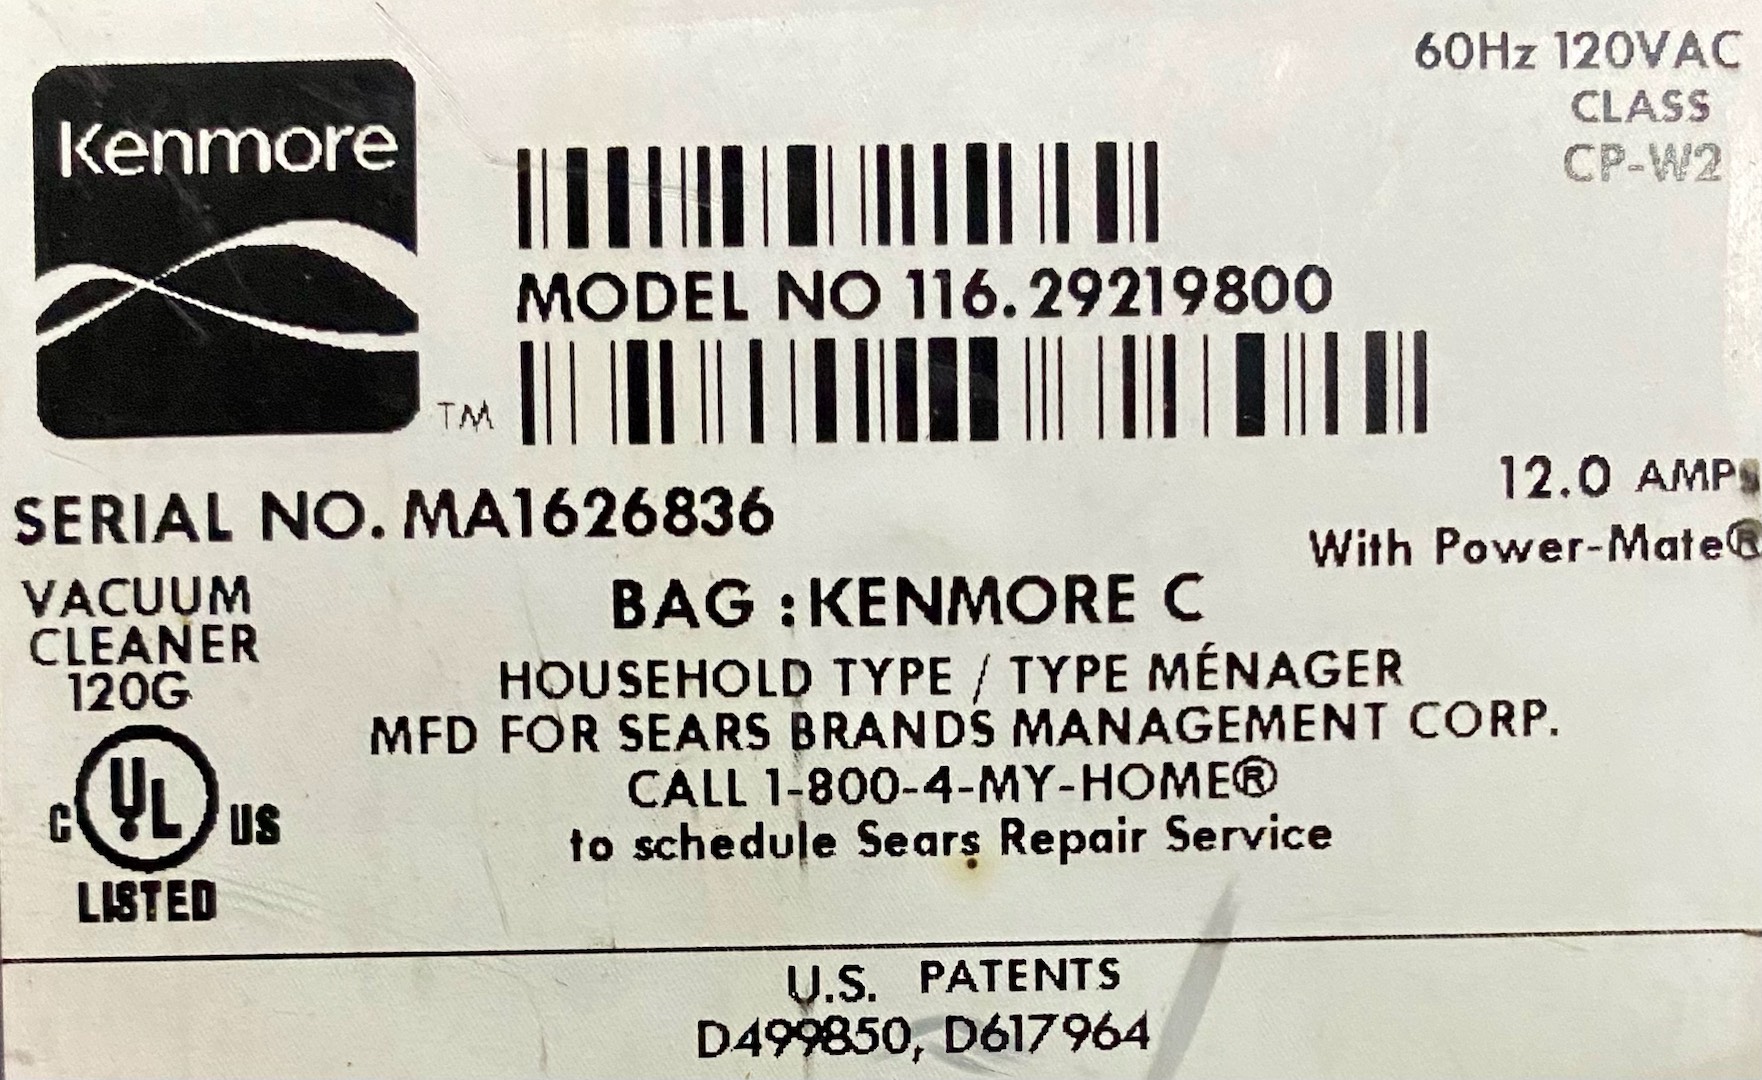 60Hz 120VAC
CLASS
CP-W2
Kenmore
TM
MODEL NO 116.29219800
SERIAL NO. MA1626836
12.0 AMPs
With Power-Mate®
VACUUM
CLEANER
120G
BAG :KENMORE C
HOUSEHOLD TYPE / TYPE MÉNAGER
MFD FOR SEARS BRANDS MANAGEMENT CORP.
CALL 1-800-4-MY-HOME®
to schedule Sears Repair Service
C UL US
LISTED
U.S. PATENTS
D499850, D617964